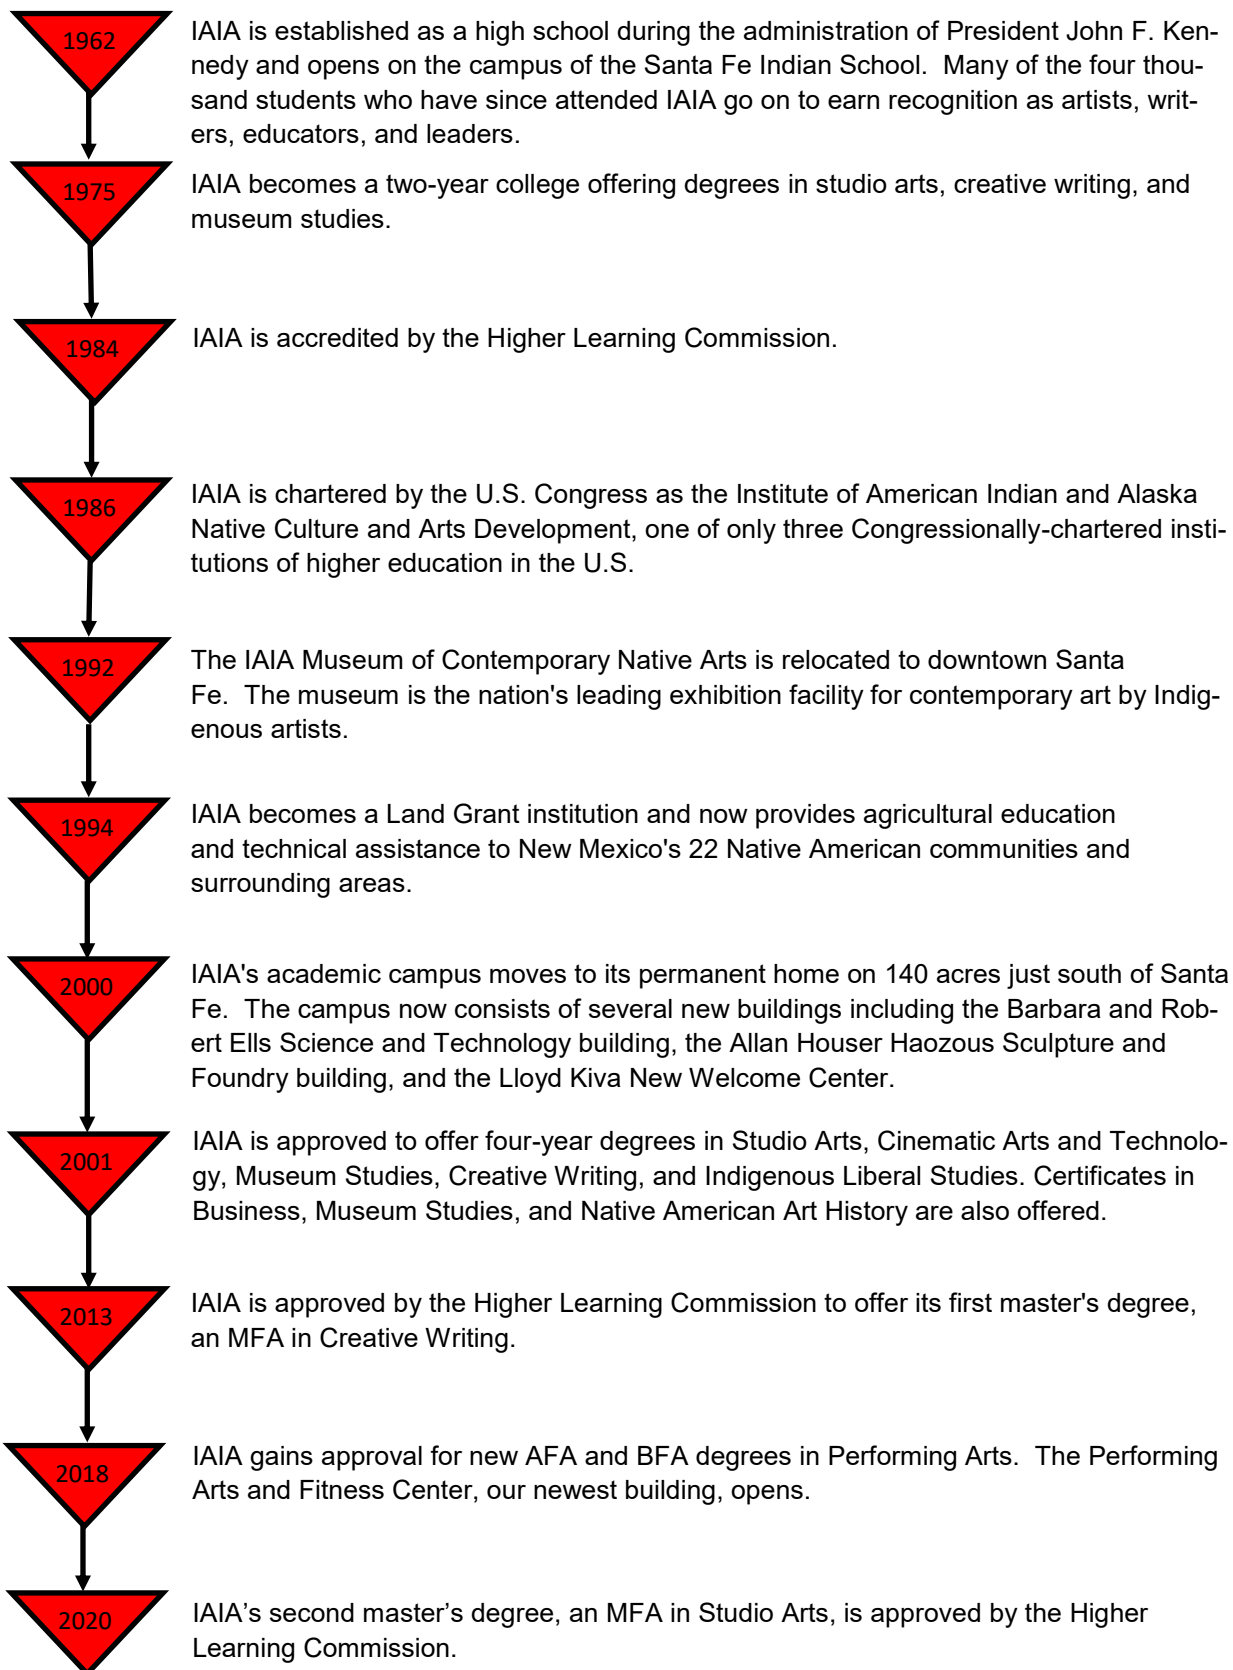 1962
IAIA is established as a high school during the administration of President John F. Ken-
nedy and opens on the campus of the Santa Fe Indian School.  Many of the four thou-
sand students who have since attended IAIA go on to earn recognition as artists, writ-
ers, educators, and leaders.
1975
IAIA becomes a two-year college offering degrees in studio arts, creative writing, and
museum studies.
1984
IAIA is accredited by the Higher Learning Commission.
1986
IAIA is chartered by the U.S. Congress as the Institute of American Indian and Alaska
Native Culture and Arts Development, one of only three Congressionally-chartered insti-
tutions of higher education in the U.S.
1992
The IAIA Museum of Contemporary Native Arts is relocated to downtown Santa
Fe.  The museum is the nation's leading exhibition facility for contemporary art by Indig-
enous artists.
1994
IAIA becomes a Land Grant institution and now provides agricultural education
and technical assistance to New Mexico's 22 Native American communities and
surrounding areas.
2000
IAIA's academic campus moves to its permanent home on 140 acres just south of Santa
Fe.  The campus now consists of several new buildings including the Barbara and Rob-
ert Ells Science and Technology building, the Allan Houser Haozous Sculpture and
Foundry building, and the Lloyd Kiva New Welcome Center.
2001
IAIA is approved to offer four-year degrees in Studio Arts, Cinematic Arts and Technolo-
gy, Museum Studies, Creative Writing, and Indigenous Liberal Studies. Certificates in
Business, Museum Studies, and Native American Art History are also offered.
2013
IAIA is approved by the Higher Learning Commission to offer its first master's degree,
an MFA in Creative Writing.
2018
IAIA gains approval for new AFA and BFA degrees in Performing Arts.  The Performing
Arts and Fitness Center, our newest building, opens.
2020
IAIA’s second master’s degree, an MFA in Studio Arts, is approved by the Higher
Learning Commission.